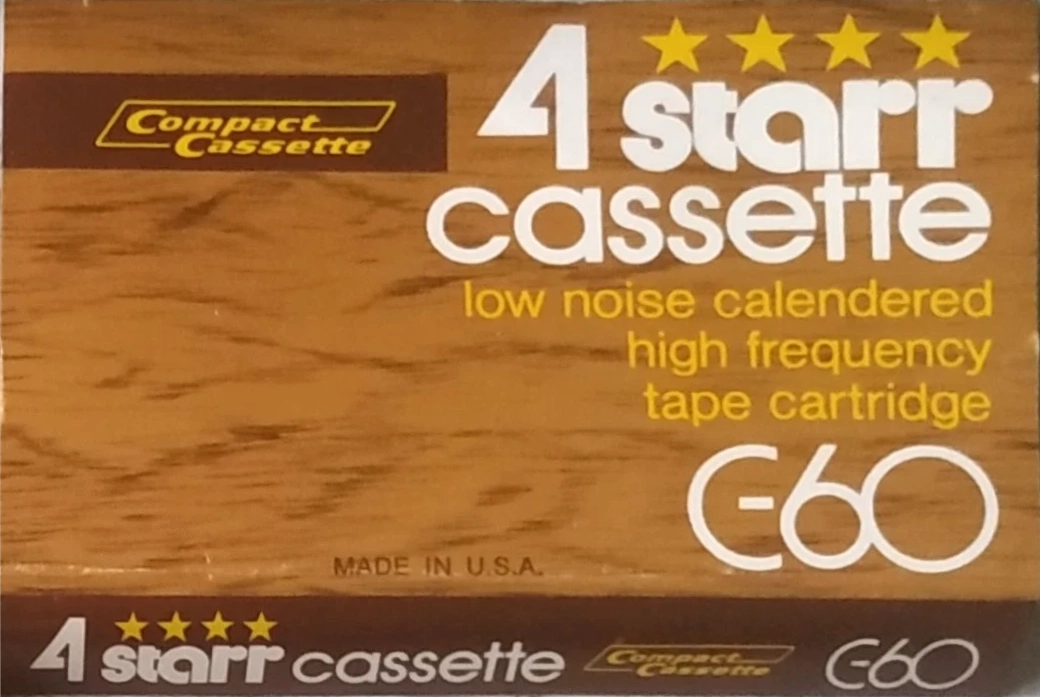 Compact
Cassette
4 starr
cassette
low noise calendered
high frequency
tape cartridge
C-60
MADE IN U.S.A.
4 starr cassette Compact Cassette C-60